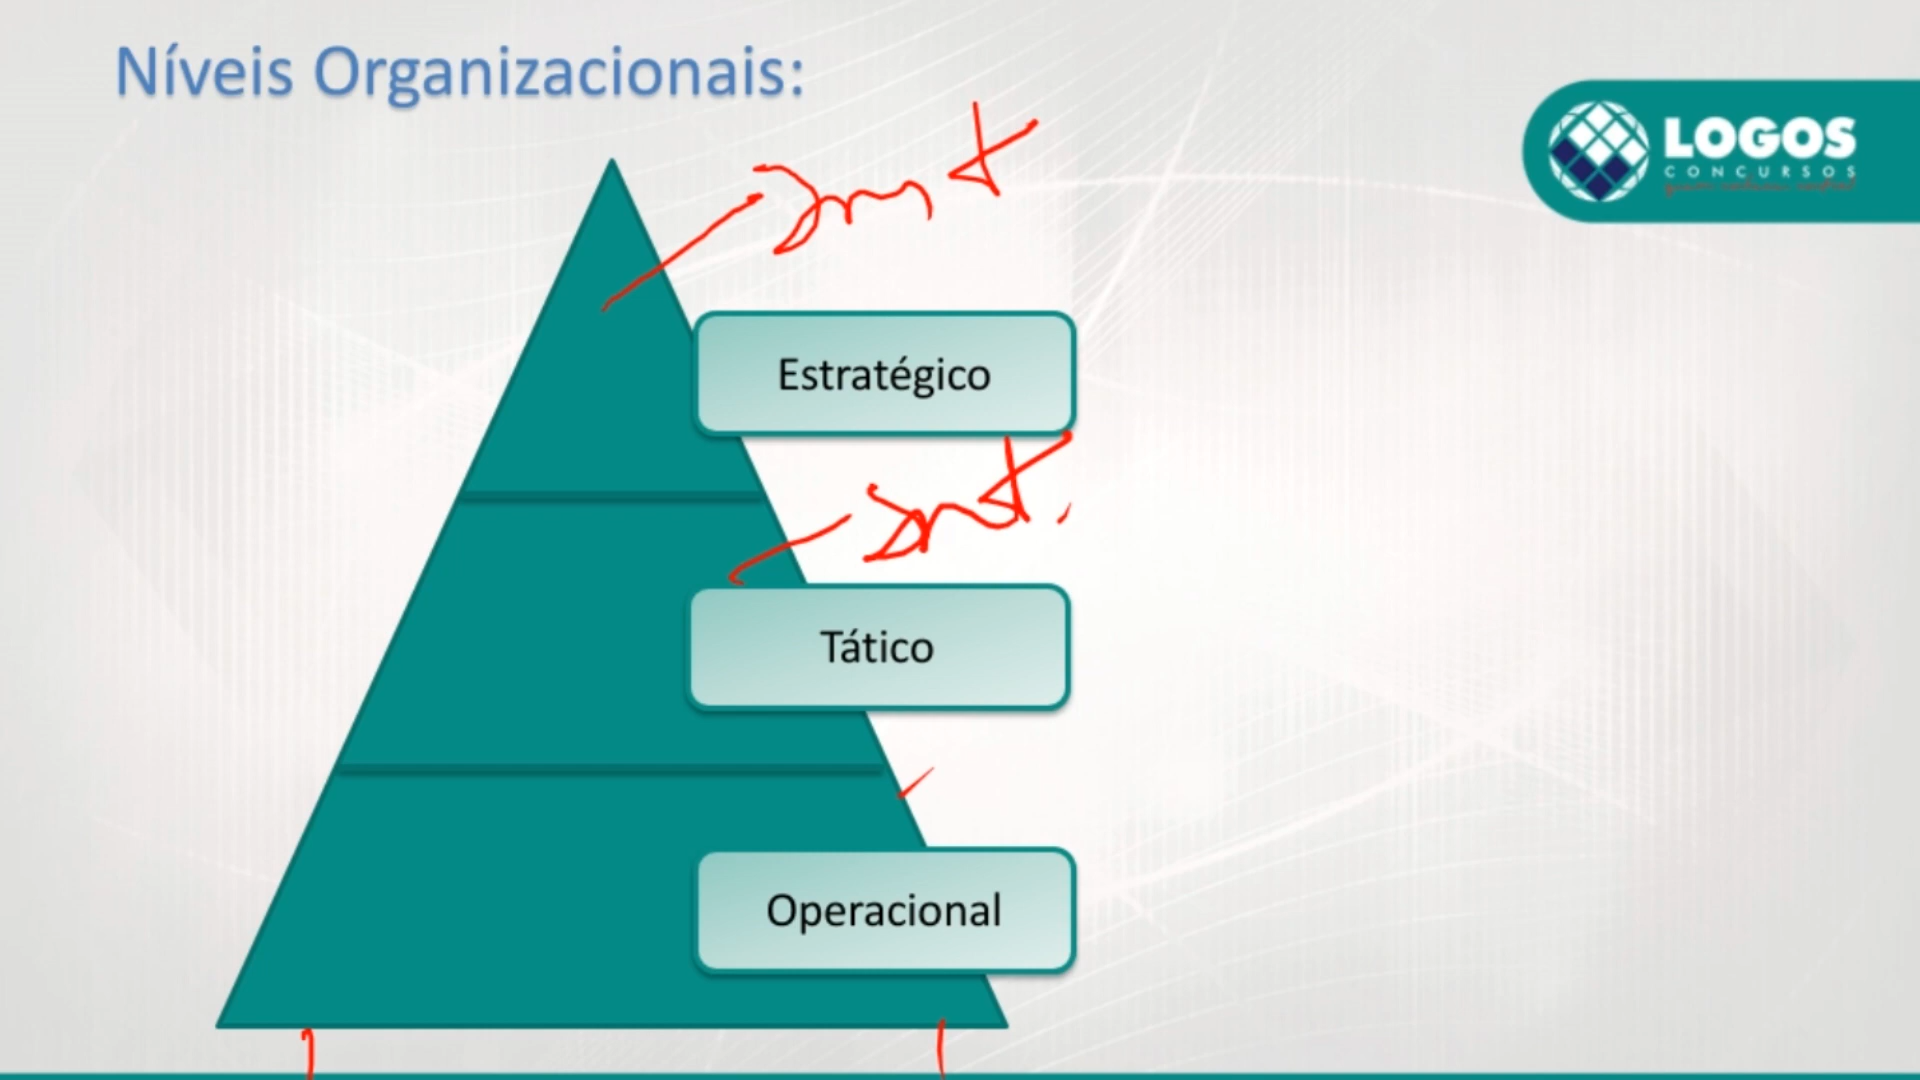 Níveis Organizacionais:
LOGOS
CONCURSOS
Estratégico
Tático
Operacional